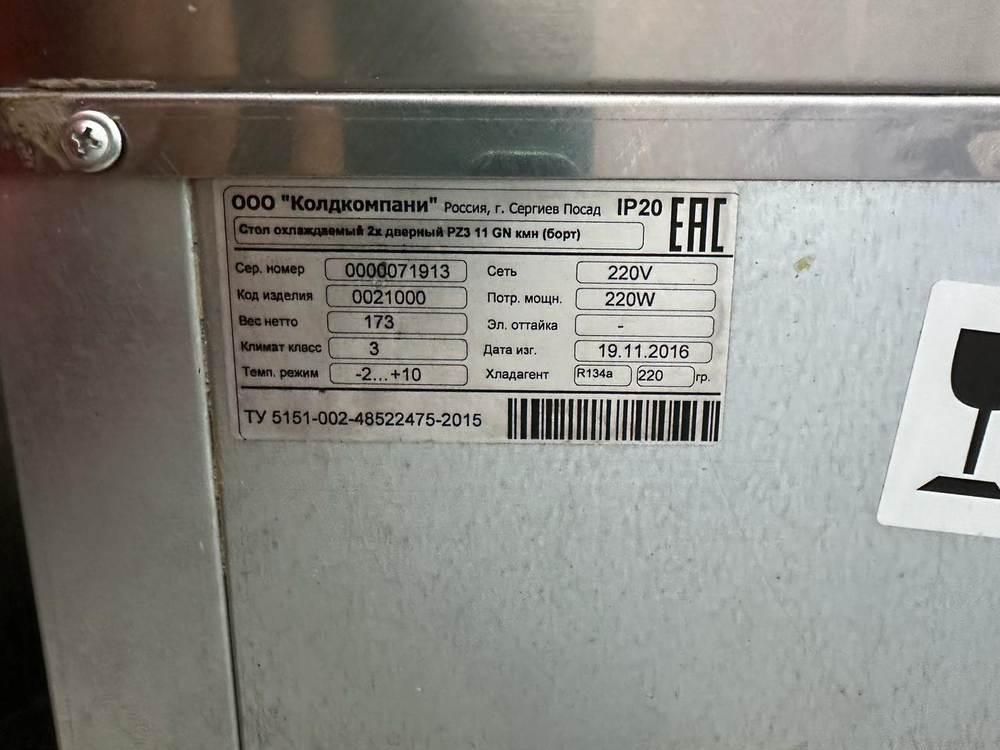 ООО "Колдкомпани" Россия, г. Сергиев Посад IP20 EAC
Стол охлаждаемый 2х дверный PZ3 11 GN кмн (борт)
Сер. номер 0000071913 Сеть 220V
Код изделия 0021000 Потр. мощн. 220W
Вес нетто 173 Эл. оттайка -
Климат класс 3 Дата изг. 19.11.2016
Темп. режим -2...+10 Хладагент R134a 220 гр.
ТУ 5151-002-48522475-2015